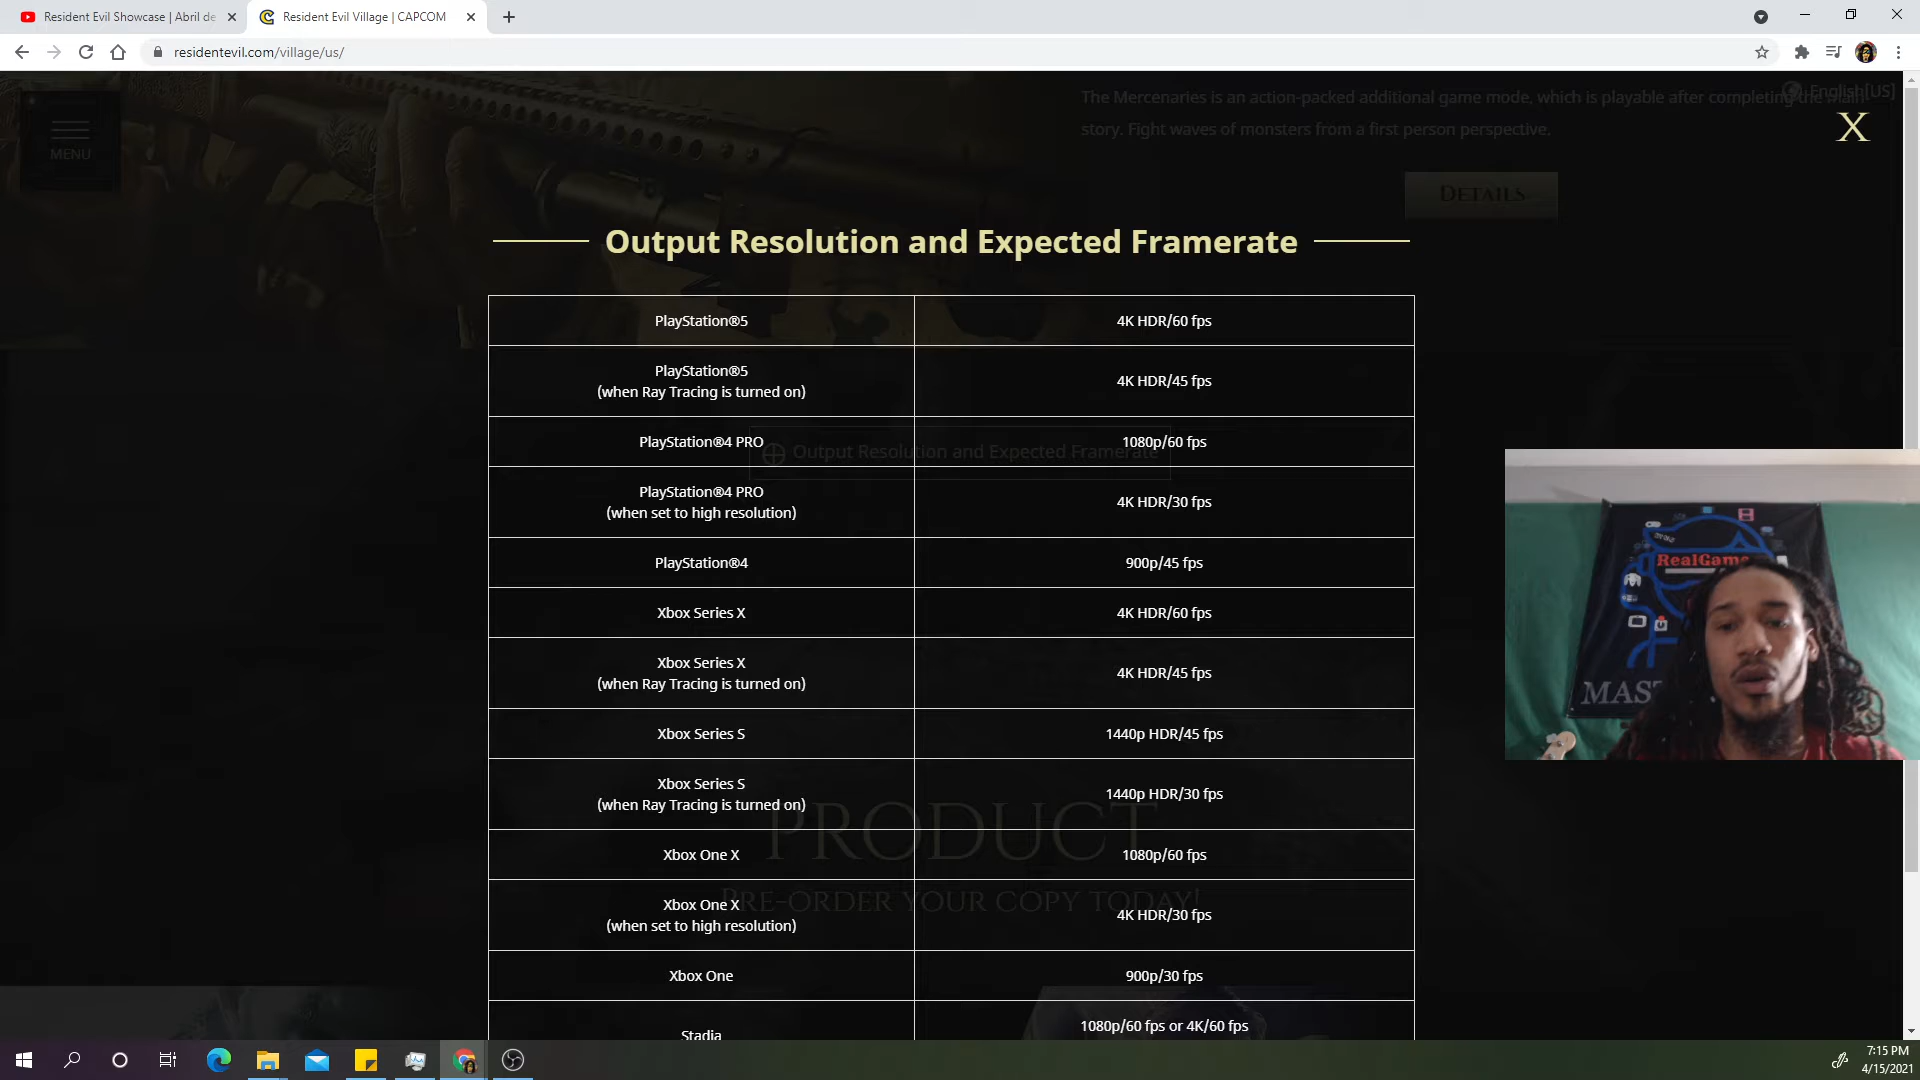 Resident Evil Showcase | Abril de
Resident Evil Village | CAPCOM
residentevil.com/village/us/
The Mercenaries is an action-packed additional game mode, which is playable after completing the main
English[US]
story. Fight waves of monsters from a first person perspective.
X
MENU
DETAILS
Output Resolution and Expected Framerate
PlayStation®5
4K HDR/60 fps
PlayStation®5
(when Ray Tracing is turned on)
4K HDR/45 fps
PlayStation®4 PRO
1080p/60 fps
Output Resolution and Expected Framerate
PlayStation®4 PRO
(when set to high resolution)
4K HDR/30 fps
PlayStation®4
900p/45 fps
Xbox Series X
4K HDR/60 fps
Xbox Series X
(when Ray Tracing is turned on)
4K HDR/45 fps
Xbox Series S
1440p HDR/45 fps
Xbox Series S
(when Ray Tracing is turned on)
1440p HDR/30 fps
PRODUCT
Xbox One X
1080p/60 fps
PRE-ORDER YOUR COPY TODAY!
Xbox One X
(when set to high resolution)
4K HDR/30 fps
Xbox One
900p/30 fps
Stadia
1080p/60 fps or 4K/60 fps
RealGame
MAST
7:15 PM
4/15/2021